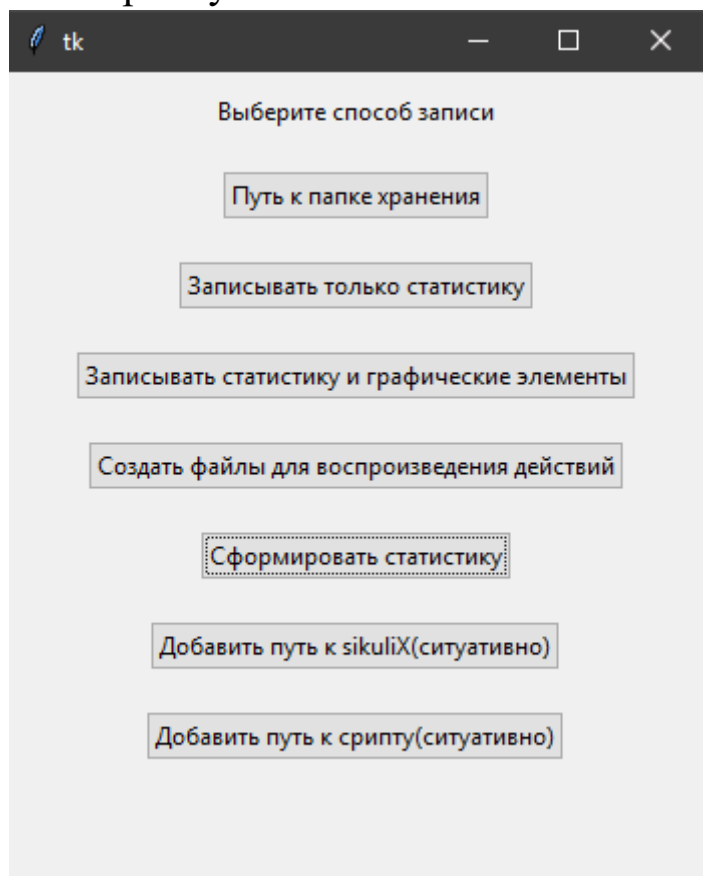 tk
Выберите способ записи
Путь к папке хранения
Записывать только статистику
Записывать статистику и графические элементы
Создать файлы для воспроизведения действий
Сформировать статистику
Добавить путь к sikuliX(ситуативно)
Добавить путь к срипту(ситуативно)